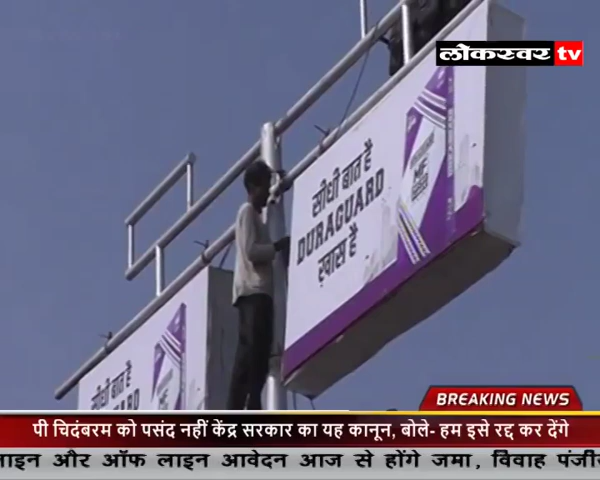 लोकस्वर tv
सीधी बात है
DURAGUARD
ख़ास है
सीधी बात है
BREAKING NEWS
पी चिदंबरम को पसंद नहीं केंद्र सरकार का यह कानून, बोले- हम इसे रद्द कर देंगे
लाइन और ऑफ लाइन आवेदन आज से होंगे जमा, विवाह